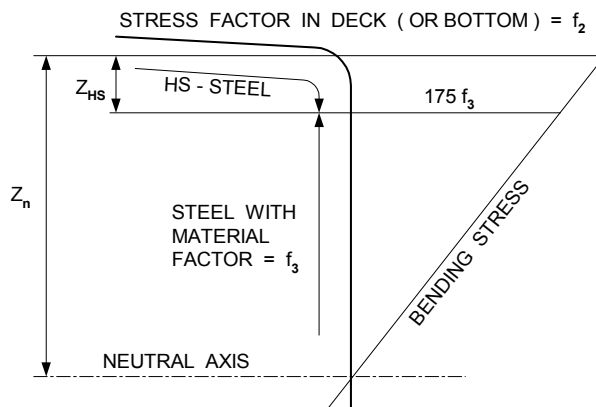 STRESS FACTOR IN DECK ( OR BOTTOM ) = f2
ZHS
HS - STEEL
175 f3
Zn
STEEL WITH
MATERIAL
FACTOR = f3
BENDING STRESS
NEUTRAL AXIS